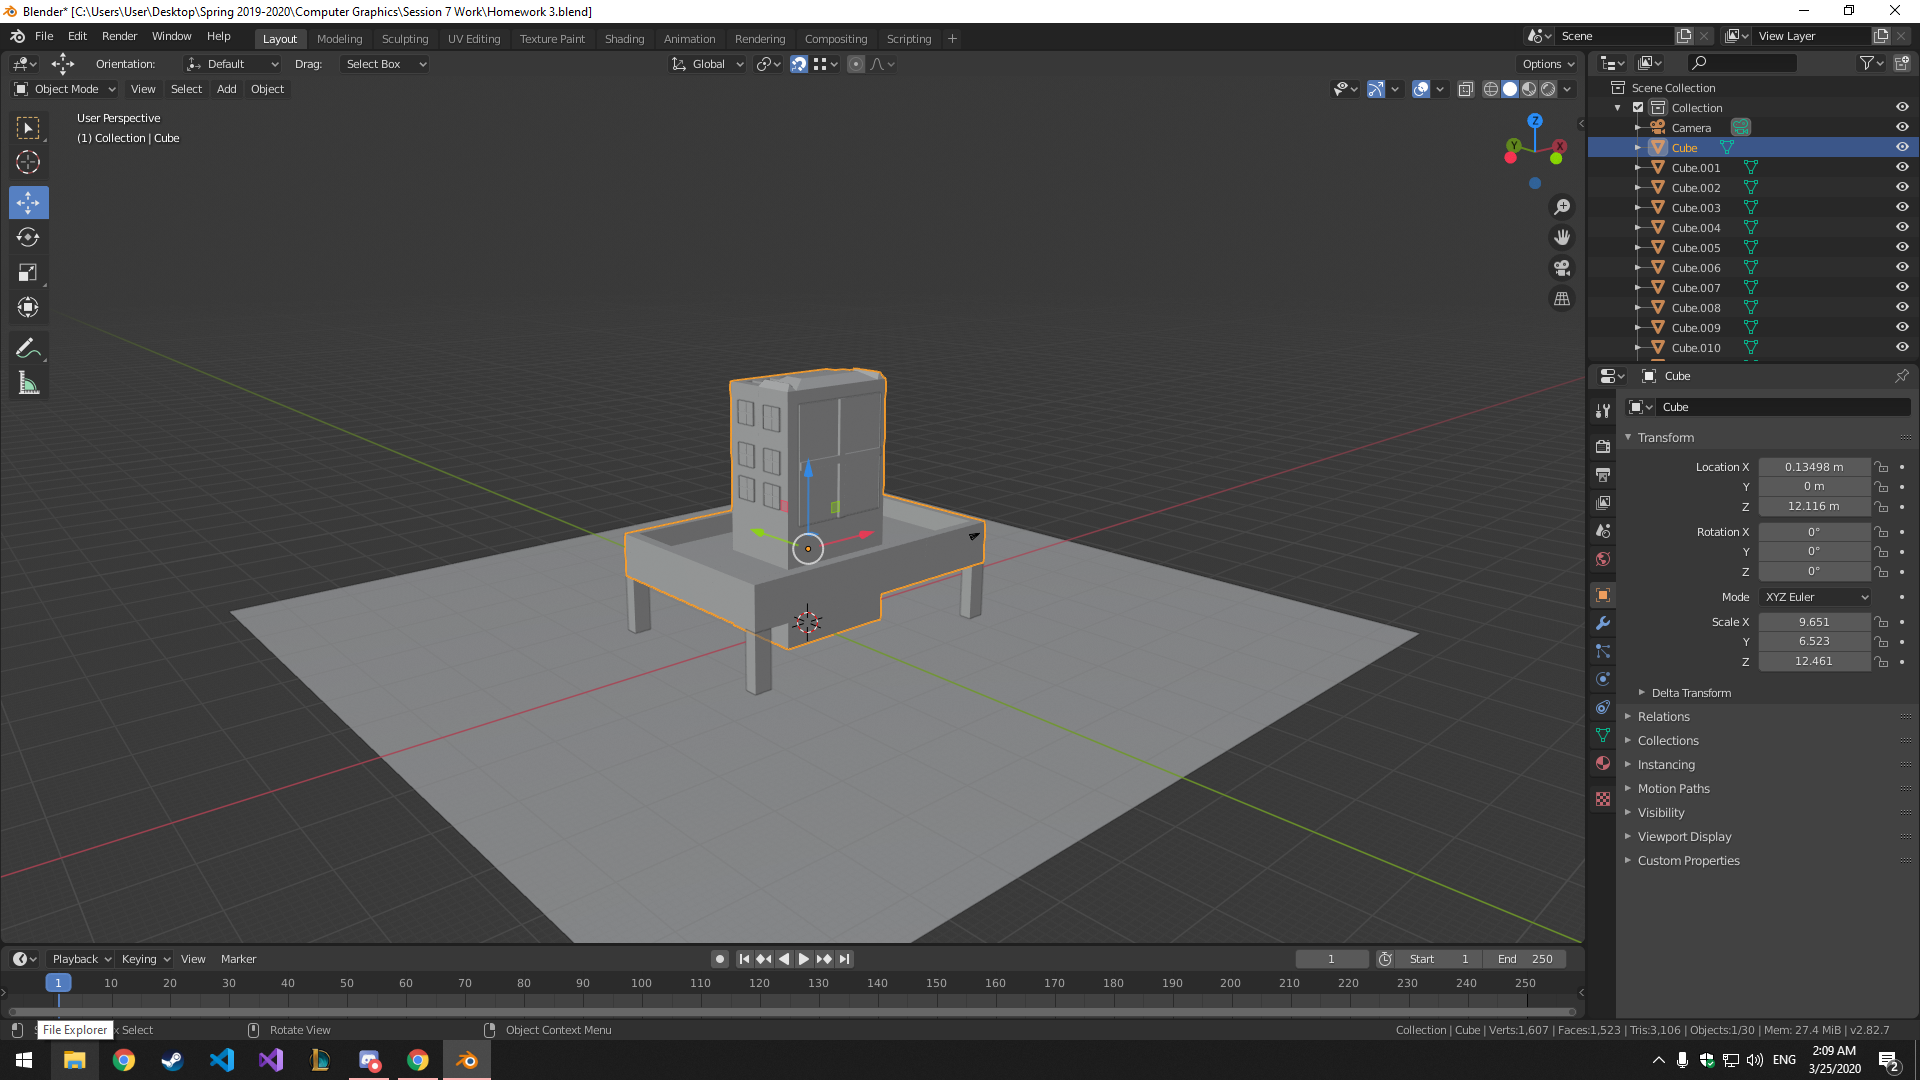 Blender* [C:\Users\User\Desktop\Spring 2019-2020\Computer Graphics\Session 7 Work\Homework 3.blend]
File Edit Render Window Help
Layout Modeling Sculpting UV Editing Texture Paint Shading Animation Rendering Compositing Scripting +
Scene
View Layer
Orientation: Default Drag: Select Box
Global
Options
Object Mode View Select Add Object
User Perspective
(1) Collection | Cube
Z
Y
X
Scene Collection
Collection
Camera
Cube
Cube.001
Cube.002
Cube.003
Cube.004
Cube.005
Cube.006
Cube.007
Cube.008
Cube.009
Cube.010
Cube
Cube
Transform
Location X 0.13498 m
Y 0 m
Z 12.116 m
Rotation X 0°
Y 0°
Z 0°
Mode XYZ Euler
Scale X 9.651
Y 6.523
Z 12.461
Delta Transform
Relations
Collections
Instancing
Motion Paths
Visibility
Viewport Display
Custom Properties
Playback Keying View Marker
1 Start 1 End 250
1 10 20 30 40 50 60 70 80 90 100 110 120 130 140 150 160 170 180 190 200 210 220 230 240 250
File Explorer
Select
Rotate View
Object Context Menu
Collection | Cube | Verts:1,607 | Faces:1,523 | Tris:3,106 | Objects:1/30 | Mem: 27.4 MiB | v2.82.7
ENG
2:09 AM
3/25/2020
2